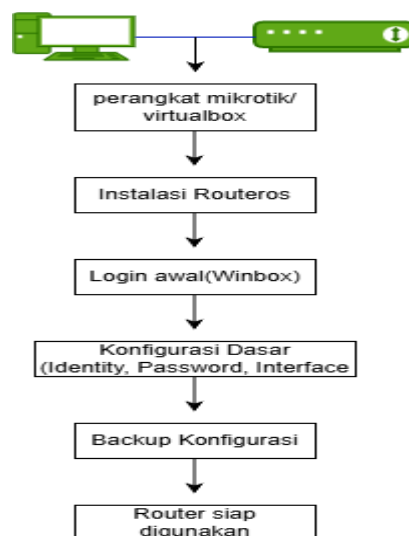 perangkat mikrotik/
virtualbox
Instalasi Routeros
Login awal(Winbox)
Konfigurasi Dasar
(Identity, Password, Interface
Backup Konfigurasi
Router siap
digunakan